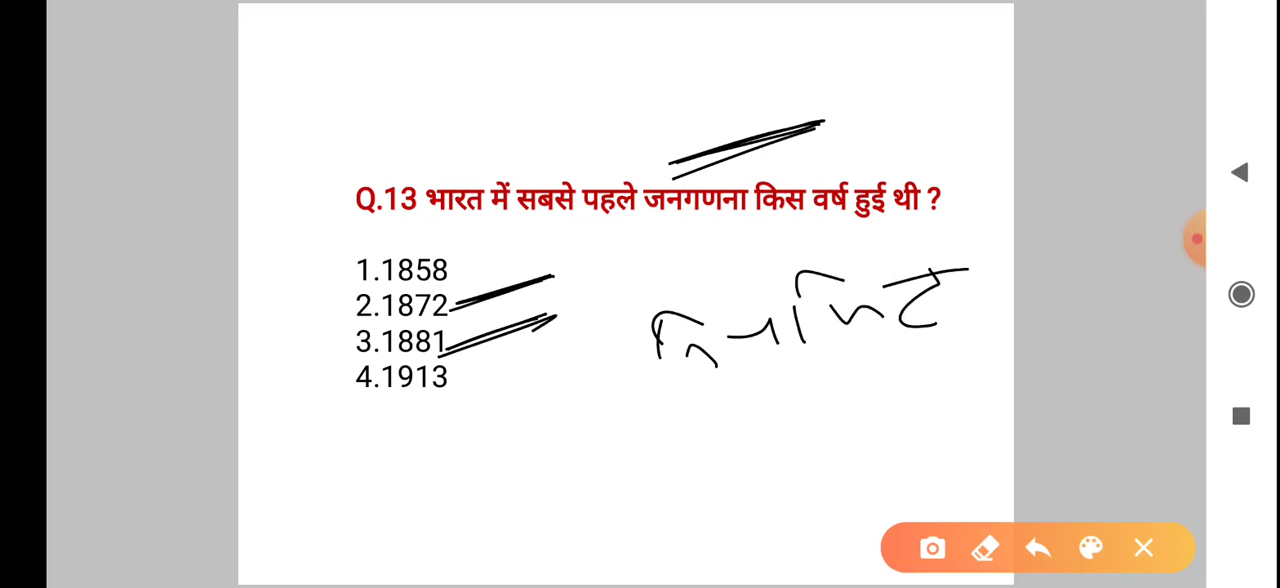 Q.13 भारत में सबसे पहले जनगणना किस वर्ष हुई थी ?
1.1858
2.1872
3.1881
4.1913